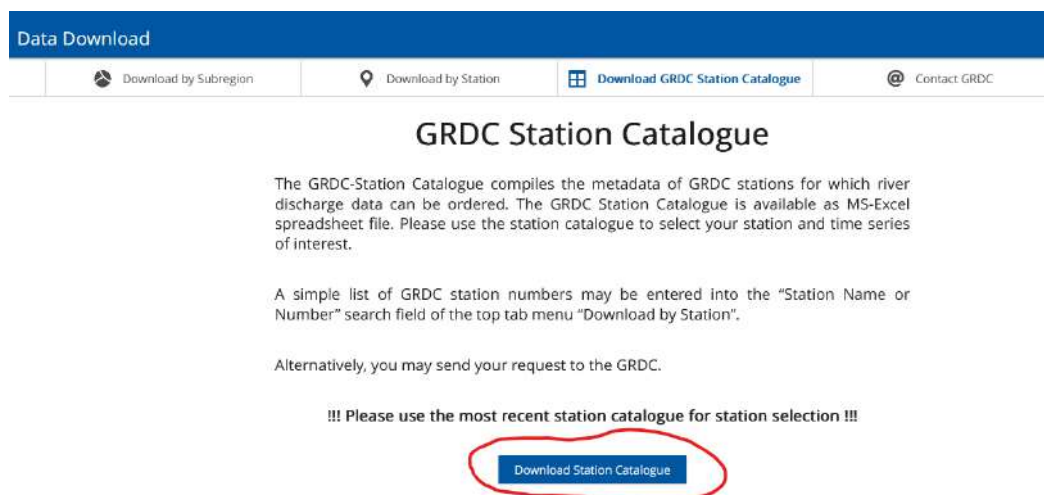 Data Download
Download by Subregion
Download by Station
Download GRDC Station Catalogue
@ Contact GRDC
GRDC Station Catalogue
The GRDC-Station Catalogue compiles the metadata of GRDC stations for which river
discharge data can be ordered. The GRDC Station Catalogue is available as MS-Excel
spreadsheet file. Please use the station catalogue to select your station and time series
of interest.
A simple list of GRDC station numbers may be entered into the “Station Name or
Number” search field of the top tab menu “Download by Station”.
Alternatively, you may send your request to the GRDC.
!!! Please use the most recent station catalogue for station selection !!!
Download Station Catalogue